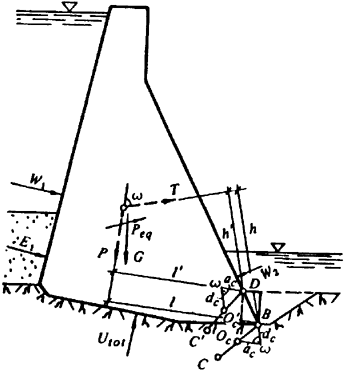 W₁
E₁
ω
T
P_eq
P
G
h'
h
l'
l
W₂
ω
a_c
D
d_c
O'_c
B
C'
O_c
d_c
a_c
ω
C
U_tot